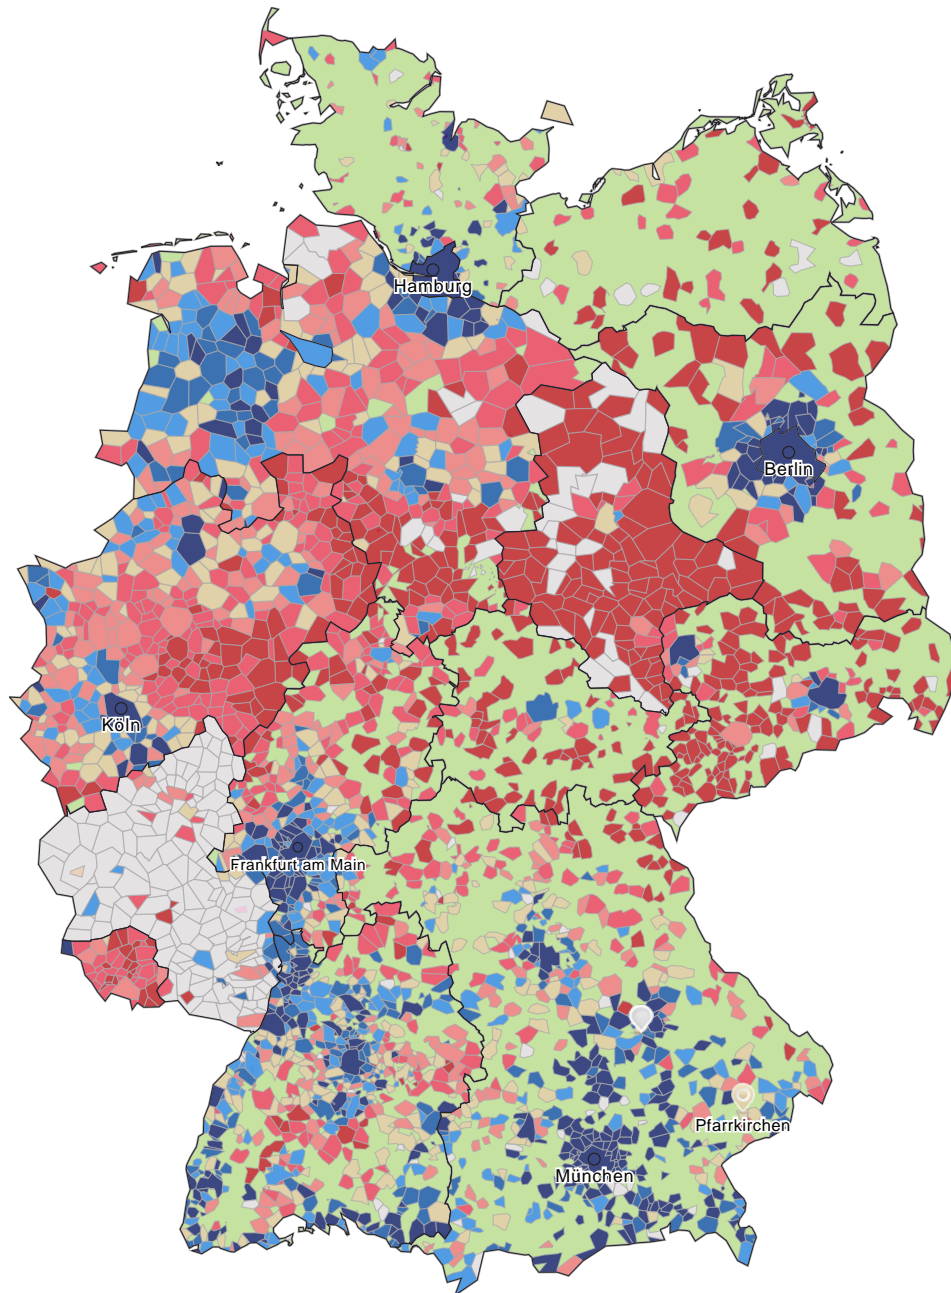 Hamburg
Berlin
Köln
Frankfurt am Main
Pfarrkirchen
München